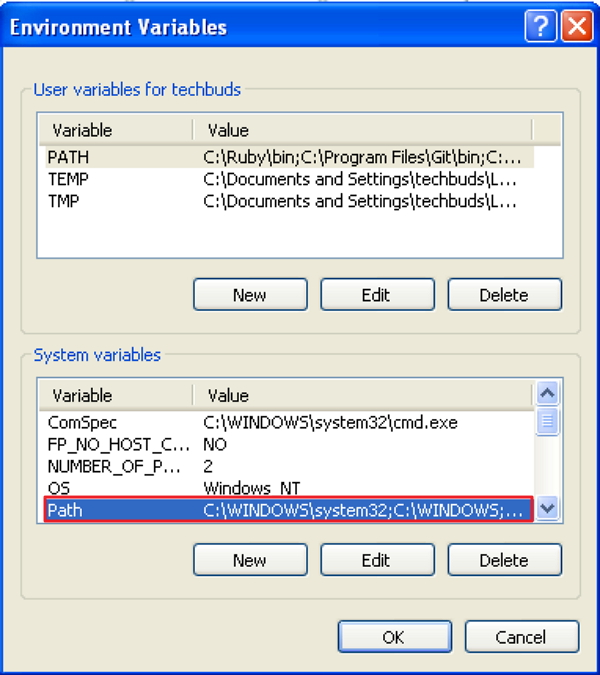 Environment Variables
User variables for techbuds
Variable Value
PATH C:\Ruby\bin;C:\Program Files\Git\bin;C:...
TEMP C:\Documents and Settings\techbuds\L...
TMP C:\Documents and Settings\techbuds\L...
New Edit Delete
System variables
Variable Value
ComSpec C:\WINDOWS\system32\cmd.exe
FP_NO_HOST_C... NO
NUMBER_OF_P... 2
OS Windows_NT
Path C:\WINDOWS\system32;C:\WINDOWS;...
New Edit Delete
OK Cancel